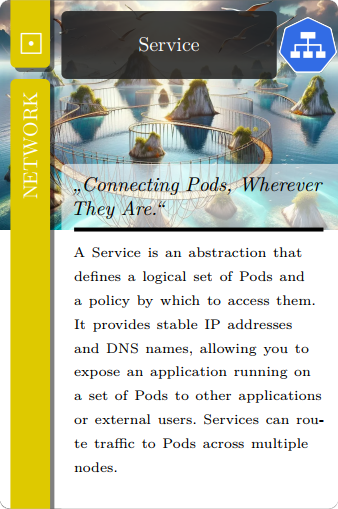 Service
NETWORK
„Connecting Pods, Wherever
They Are.“
A Service is an abstraction that
defines a logical set of Pods and
a policy by which to access them.
It provides stable IP addresses
and DNS names, allowing you to
expose an application running on
a set of Pods to other applications
or external users. Services can rou-
te traffic to Pods across multiple
nodes.